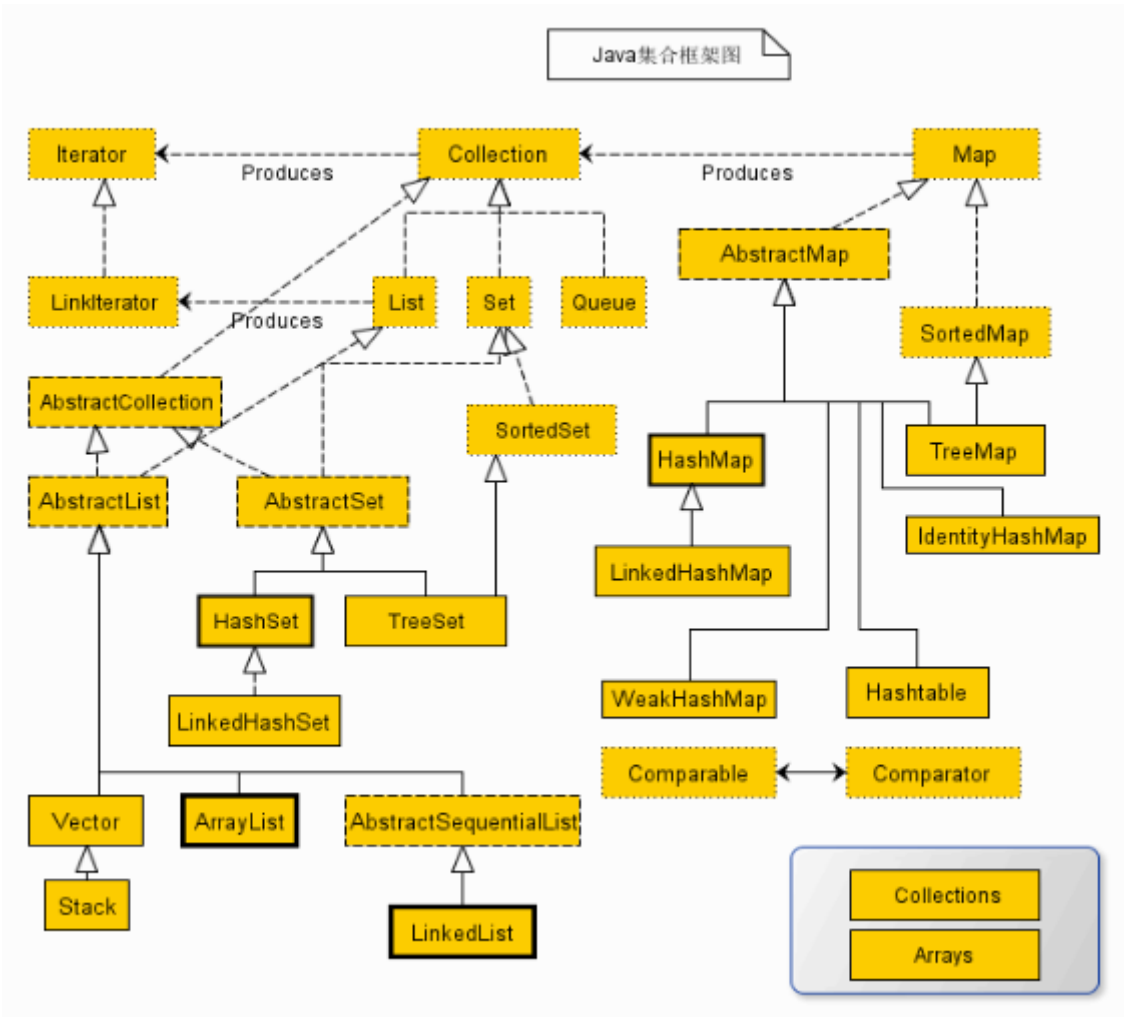 Java集合框架图
Iterator
Collection
Map
Produces
Produces
AbstractMap
LinkIterator
List
Set
Queue
Produces
SortedMap
AbstractCollection
SortedSet
HashMap
TreeMap
AbstractList
AbstractSet
IdentityHashMap
LinkedHashMap
HashSet
TreeSet
WeakHashMap
Hashtable
LinkedHashSet
Comparable
Comparator
Vector
ArrayList
AbstractSequentialList
Collections
Stack
LinkedList
Arrays